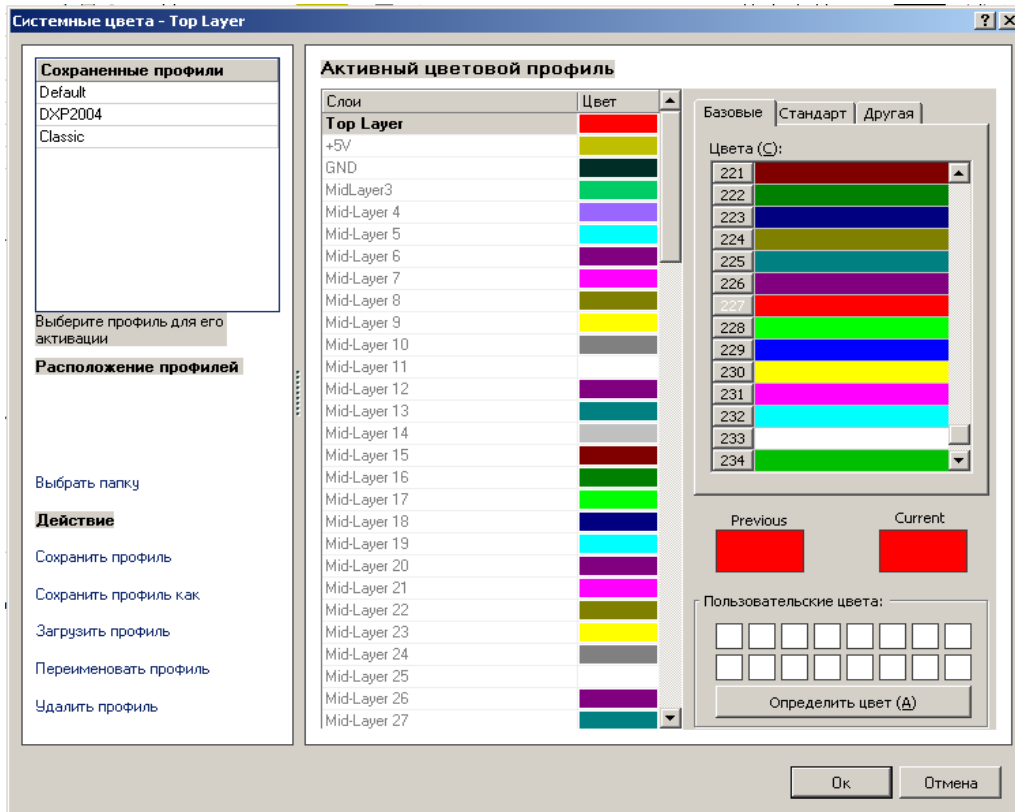 Системные цвета - Top Layer
Сохраненные профили
Default
DXP2004
Classic
Выберите профиль для его
активации
Расположение профилей
Выбрать папку
Действие
Сохранить профиль
Сохранить профиль как
Загрузить профиль
Переименовать профиль
Удалить профиль
Активный цветовой профиль
Слои Цвет
Top Layer
+5V
GND
MidLayer3
Mid-Layer 4
Mid-Layer 5
Mid-Layer 6
Mid-Layer 7
Mid-Layer 8
Mid-Layer 9
Mid-Layer 10
Mid-Layer 11
Mid-Layer 12
Mid-Layer 13
Mid-Layer 14
Mid-Layer 15
Mid-Layer 16
Mid-Layer 17
Mid-Layer 18
Mid-Layer 19
Mid-Layer 20
Mid-Layer 21
Mid-Layer 22
Mid-Layer 23
Mid-Layer 24
Mid-Layer 25
Mid-Layer 26
Mid-Layer 27
Базовые Стандарт Другая
Цвета (C):
221
222
223
224
225
226
227
228
229
230
231
232
233
234
Previous Current
Пользовательские цвета:
Определить цвет (A)
Ок Отмена